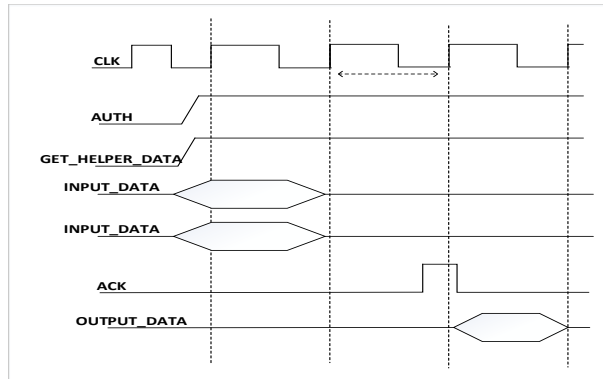 CLK
AUTH
GET_HELPER_DATA
INPUT_DATA
INPUT_DATA
ACK
OUTPUT_DATA